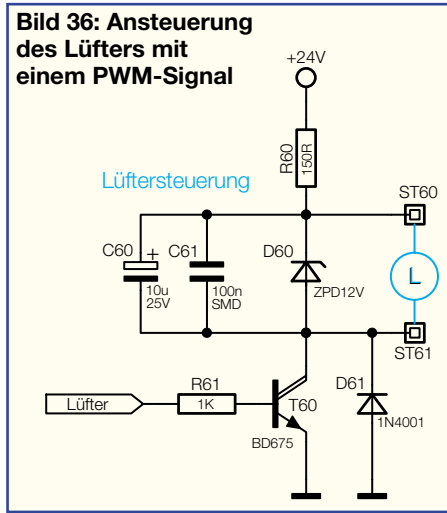 Bild 36: Ansteuerung
des Lüfters mit
einem PWM-Signal
+24V
R60
150R
Lüftersteuerung
ST60
C60
+
C61
D60
10u
25V
100n
SMD
ZPD12V
L
ST61
R61
D61
Lüfter
1K
T60
1N4001
BD675